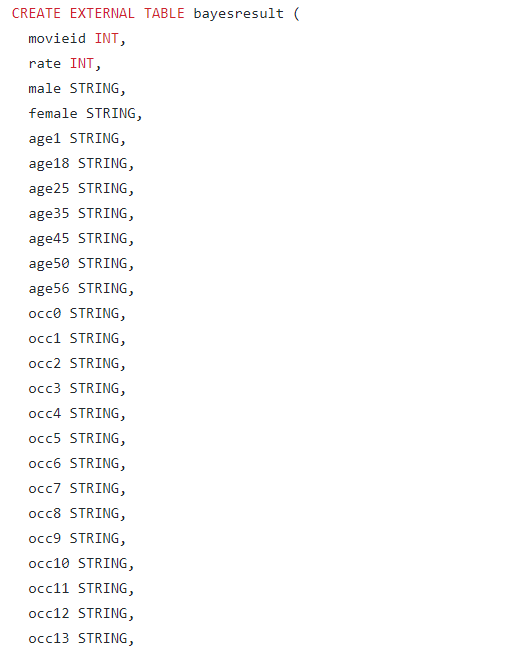 CREATE EXTERNAL TABLE bayesresult (
movieid INT,
rate INT,
male STRING,
female STRING,
age1 STRING,
age18 STRING,
age25 STRING,
age35 STRING,
age45 STRING,
age50 STRING,
age56 STRING,
occ0 STRING,
occ1 STRING,
occ2 STRING,
occ3 STRING,
occ4 STRING,
occ5 STRING,
occ6 STRING,
occ7 STRING,
occ8 STRING,
occ9 STRING,
occ10 STRING,
occ11 STRING,
occ12 STRING,
occ13 STRING,